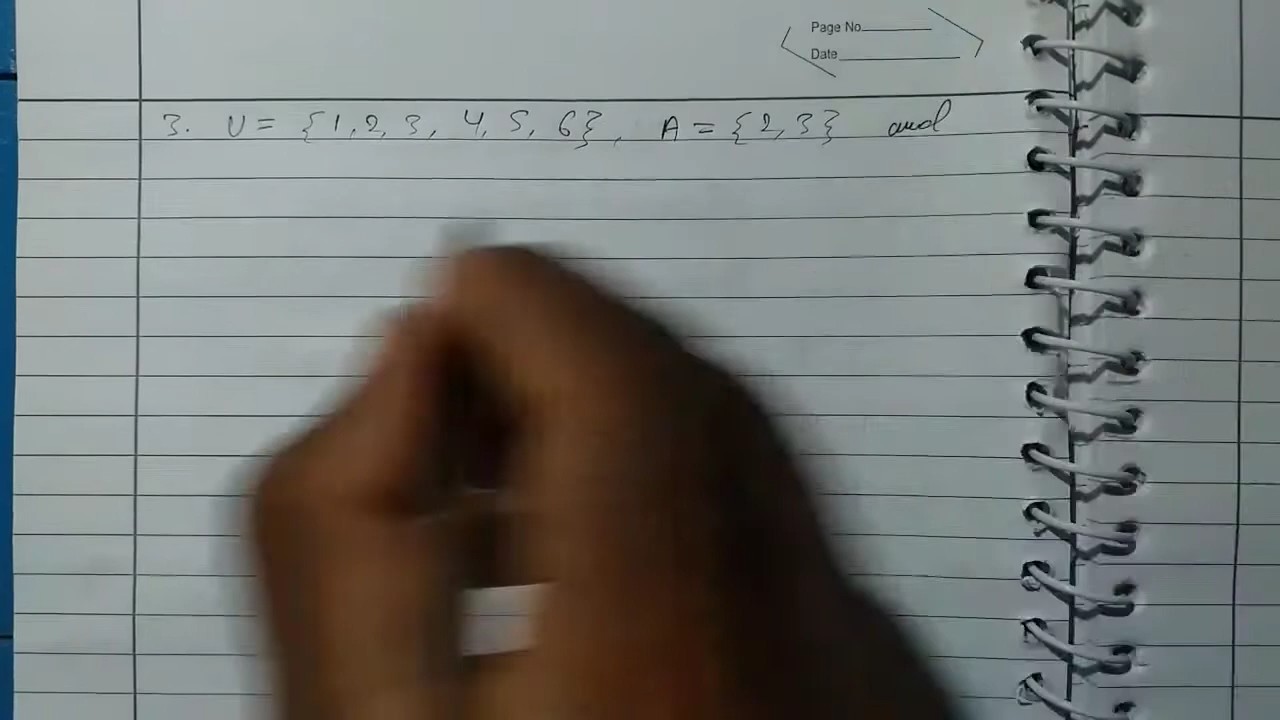 Page No
Date
3. U = {1, 2, 3, 4, 5, 6}, A = {2, 3} and